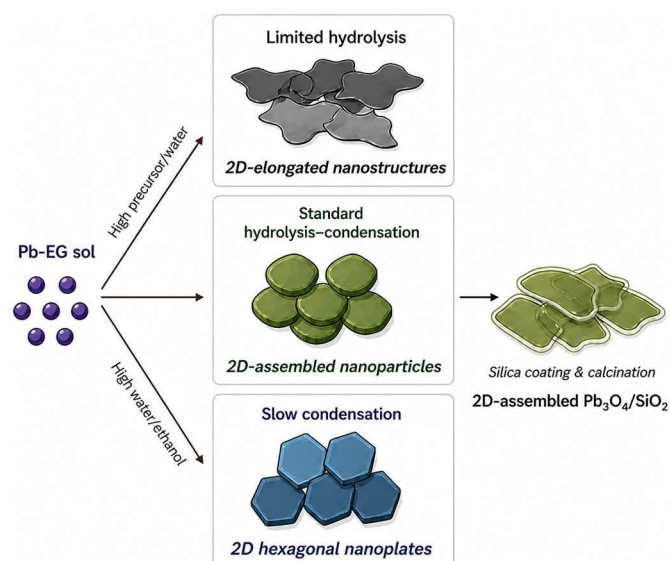 Limited hydrolysis
2D-elongated nanostructures
High precursor/water
Pb-EG sol
Standard
hydrolysis–condensation
2D-assembled nanoparticles
Silica coating & calcination
2D-assembled Pb₃O₄/SiO₂
High water/ethanol
Slow condensation
2D hexagonal nanoplates